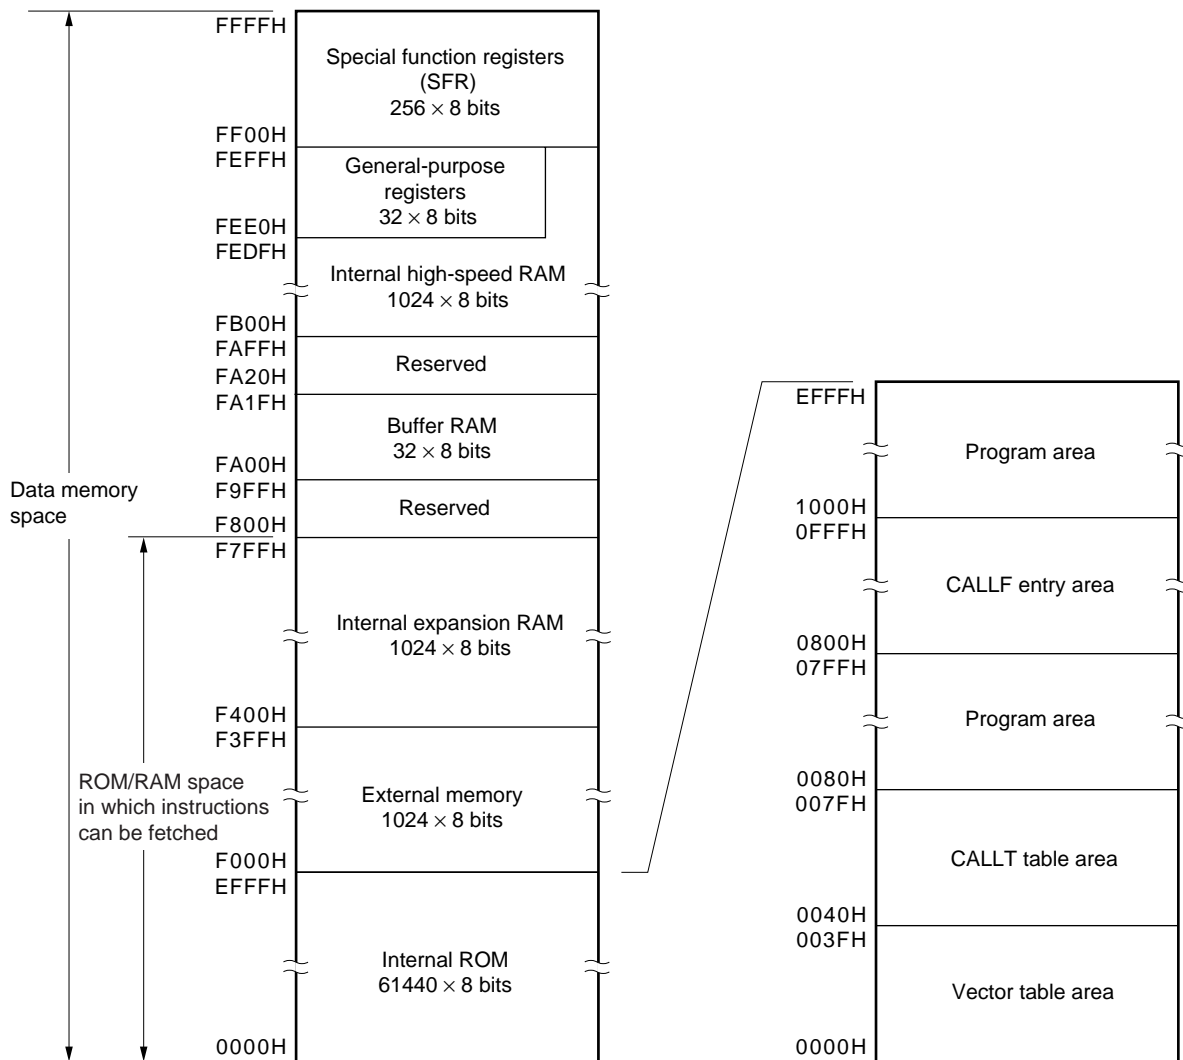 FFFFH
Special function registers
(SFR)
256 × 8 bits
FF00H
FEFFH
General-purpose
registers
32 × 8 bits
FEE0H
FEDFH
Internal high-speed RAM
1024 × 8 bits
FB00H
FAFFH
Reserved
FA20H
FA1FH
Buffer RAM
32 × 8 bits
FA00H
F9FFH
Reserved
F800H
F7FFH
Data memory
space
Internal expansion RAM
1024 × 8 bits
F400H
F3FFH
ROM/RAM space
in which instructions
can be fetched
External memory
1024 × 8 bits
F000H
EFFFH
Internal ROM
61440 × 8 bits
0000H
EFFFH
Program area
1000H
0FFFH
CALLF entry area
0800H
07FFH
Program area
0080H
007FH
CALLT table area
0040H
003FH
Vector table area
0000H